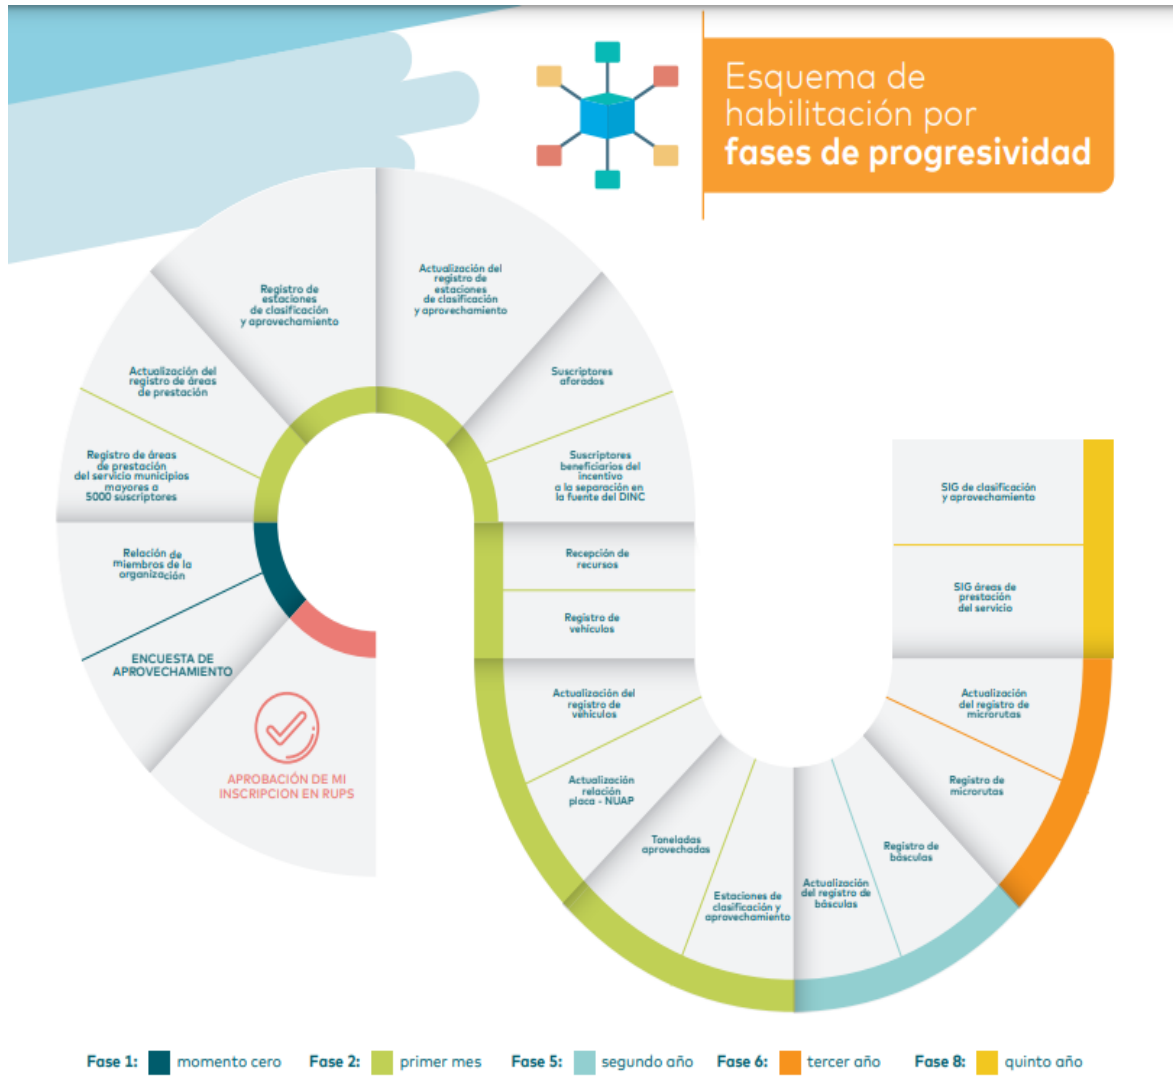 Esquema de
habilitación por
fases de progresividad
APROBACIÓN DE MI
INSCRIPCION EN RUPS
ENCUESTA DE
APROVECHAMIENTO
Relación de
miembros de la
organización
Registro de áreas
de prestación
del servicio municipios
mayores a
5000 suscriptores
Actualización del
registro de áreas
de prestación
Registro de
estaciones
de clasificación
y aprovechamiento
Actualización del
registro de
estaciones
de clasificación
y aprovechamiento
Suscriptores
aforados
Suscriptores
beneficiarios del
incentivo
a la separación en
la fuente del DINC
Recepción de
recursos
Registro de
vehículos
Actualización del
registro de
vehículos
Actualización
relación
placa - NUAP
Toneladas
aprovechadas
Estaciones de
clasificación y
aprovechamiento
Actualización
del registro de
básculas
Registro de
básculas
Registro de
microrutas
Actualización
del registro de
microrutas
SIG áreas de
prestación
del servicio
SIG de clasificación
y aprovechamiento
Fase 1: momento cero Fase 2: primer mes Fase 5: segundo año Fase 6: tercer año Fase 8: quinto año